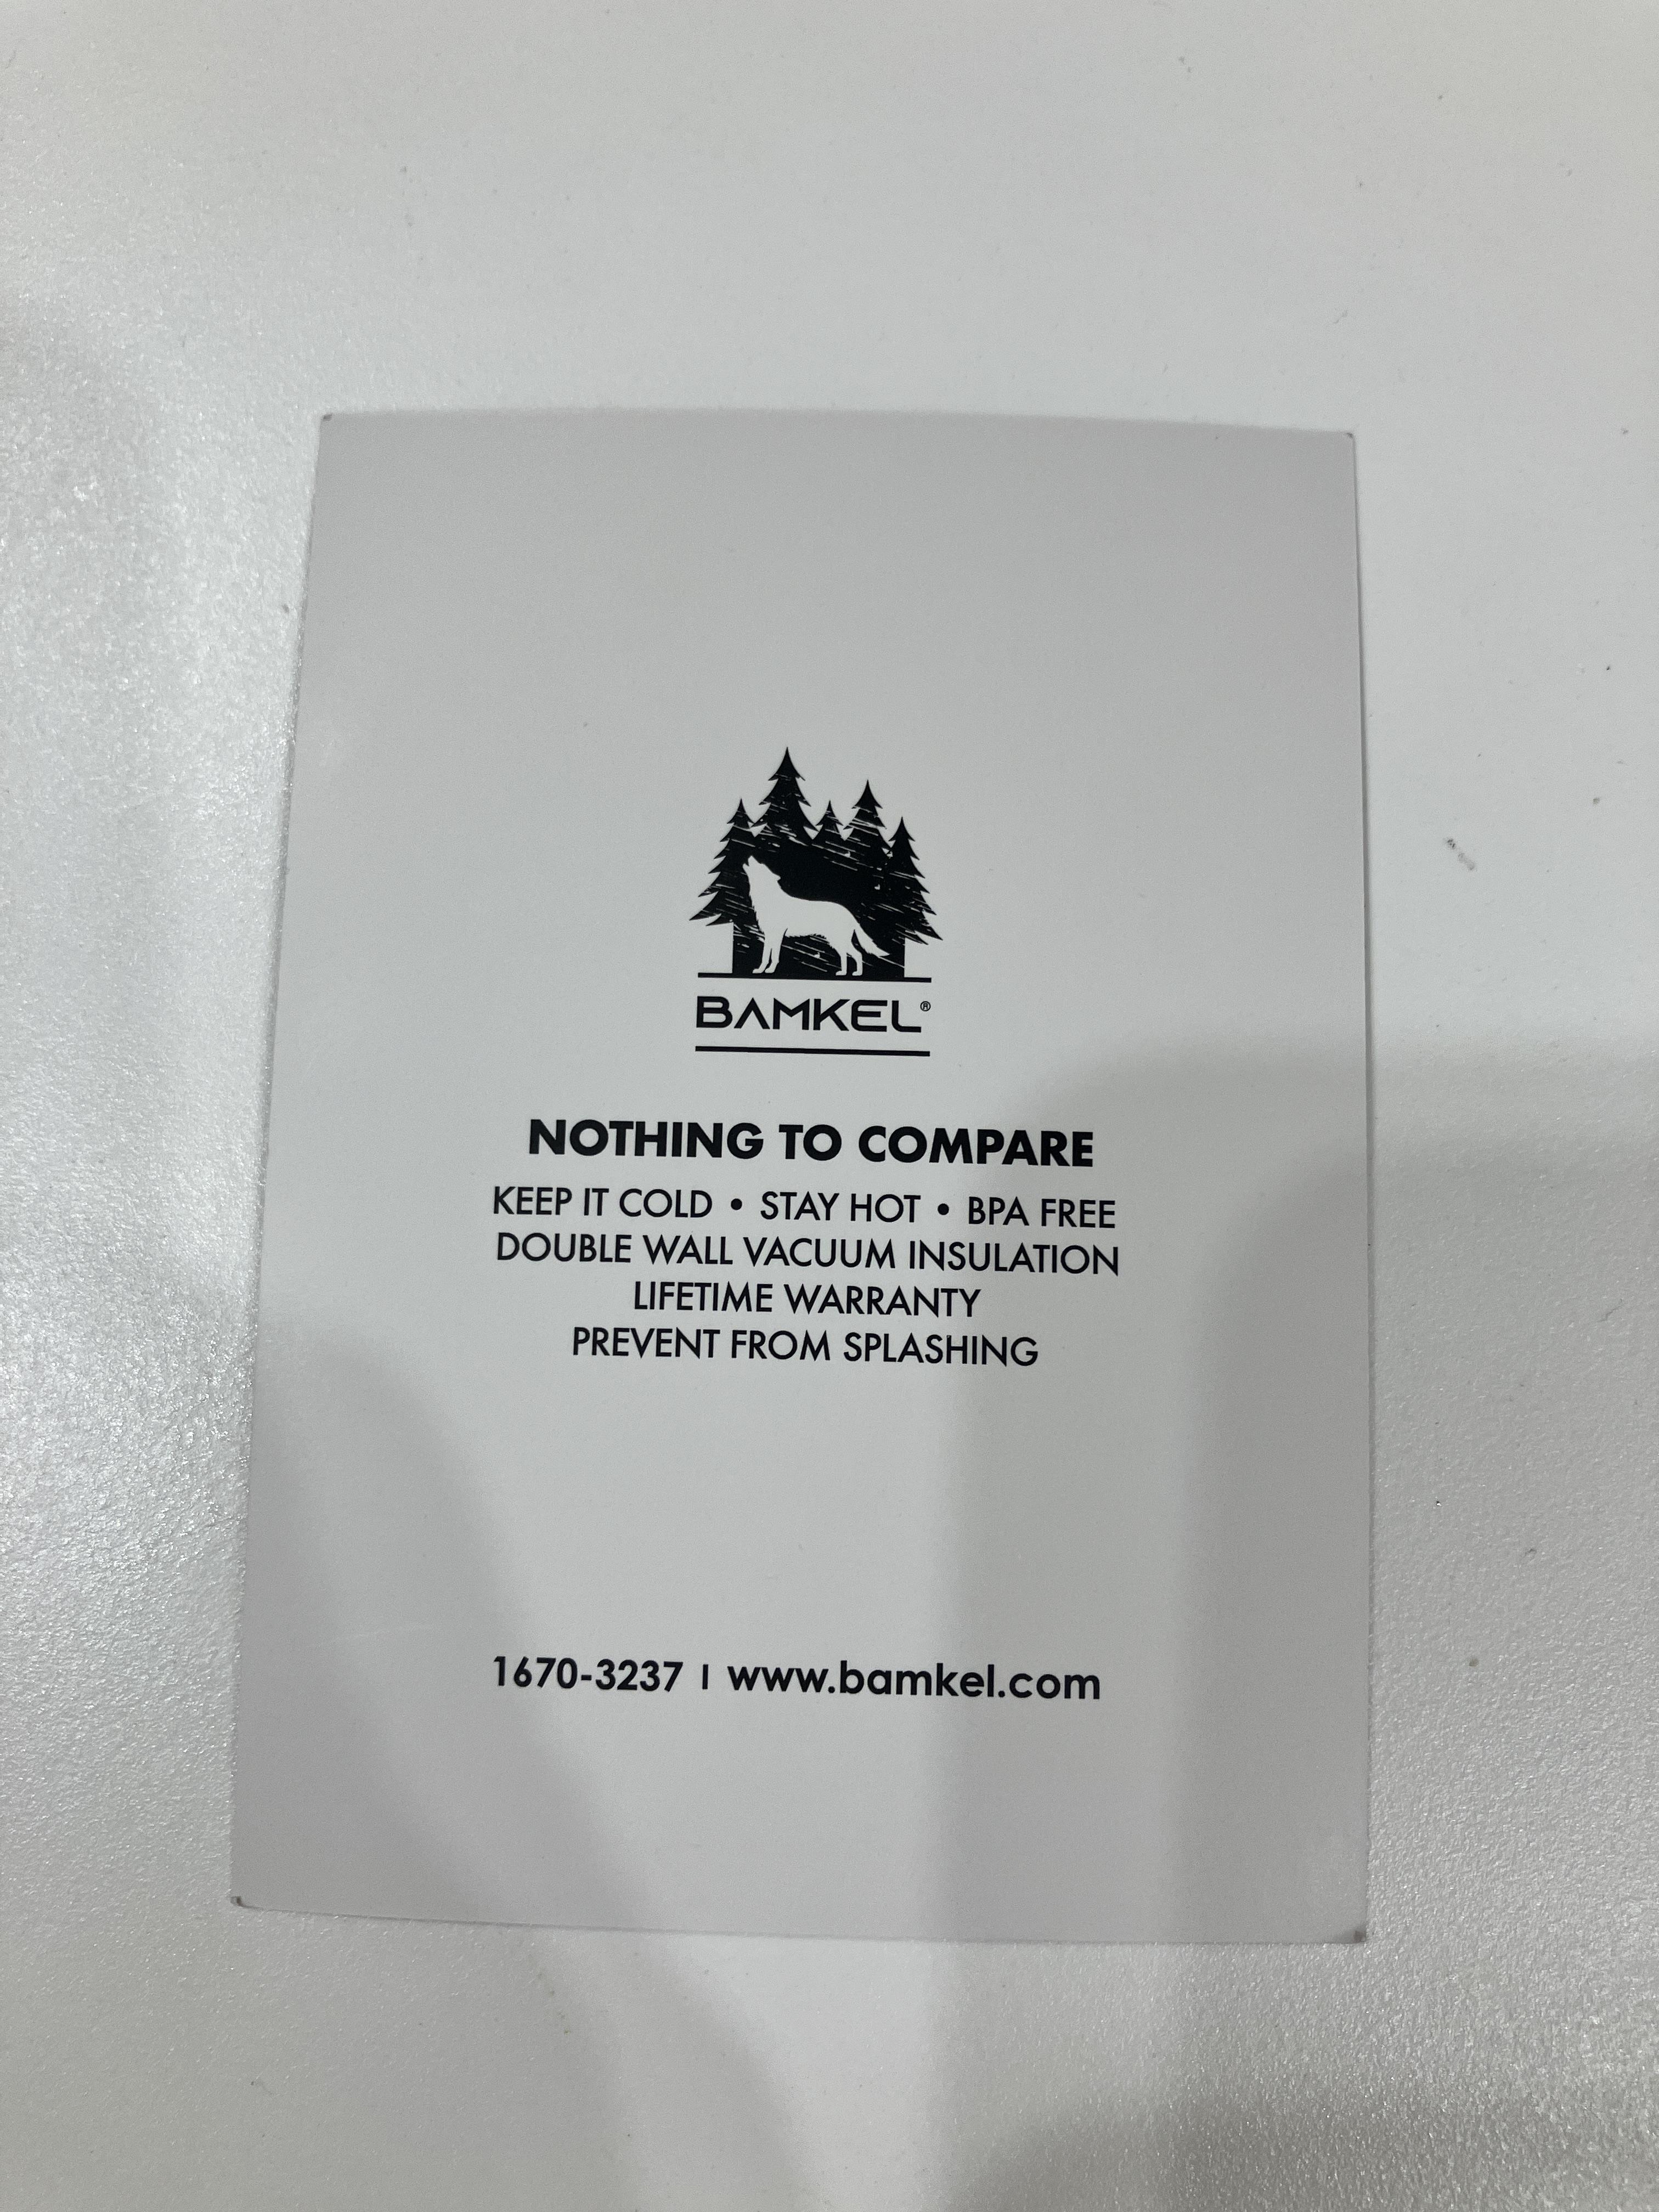 BAMKEL®
NOTHING TO COMPARE
KEEP IT COLD • STAY HOT • BPA FREE
DOUBLE WALL VACUUM INSULATION
LIFETIME WARRANTY
PREVENT FROM SPLASHING
1670-3237 | www.bamkel.com